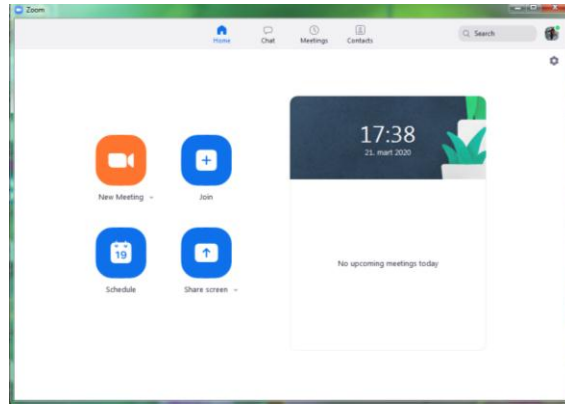 Zoom
Home Chat Meetings Contacts
Search
17:38
21. mart 2020
New Meeting
Join
19
Schedule
Share screen
No upcoming meetings today